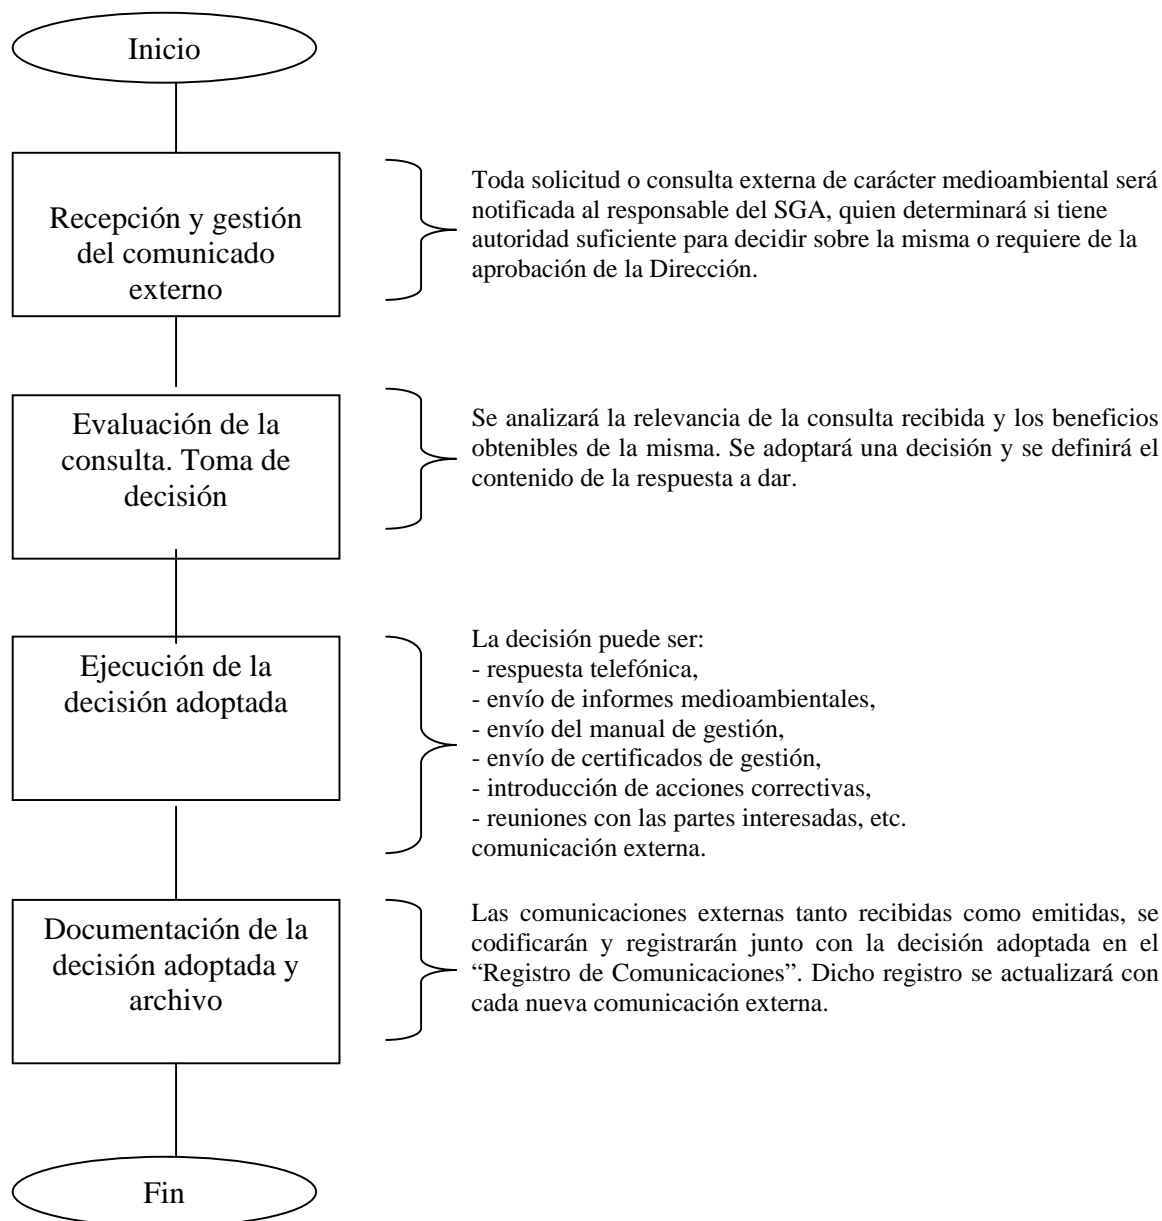 Inicio
Recepción y gestión
del comunicado
externo
Toda solicitud o consulta externa de carácter medioambiental será
notificada al responsable del SGA, quien determinará si tiene
autoridad suficiente para decidir sobre la misma o requiere de la
aprobación de la Dirección.
Evaluación de la
consulta. Toma de
decisión
Se analizará la relevancia de la consulta recibida y los beneficios
obtenibles de la misma. Se adoptará una decisión y se definirá el
contenido de la respuesta a dar.
Ejecución de la
decisión adoptada
La decisión puede ser:
- respuesta telefónica,
- envío de informes medioambientales,
- envío del manual de gestión,
- envío de certificados de gestión,
- introducción de acciones correctivas,
- reuniones con las partes interesadas, etc.
comunicación externa.
Documentación de la
decisión adoptada y
archivo
Las comunicaciones externas tanto recibidas como emitidas, se
codificarán y registrarán junto con la decisión adoptada en el
“Registro de Comunicaciones”. Dicho registro se actualizará con
cada nueva comunicación externa.
Fin